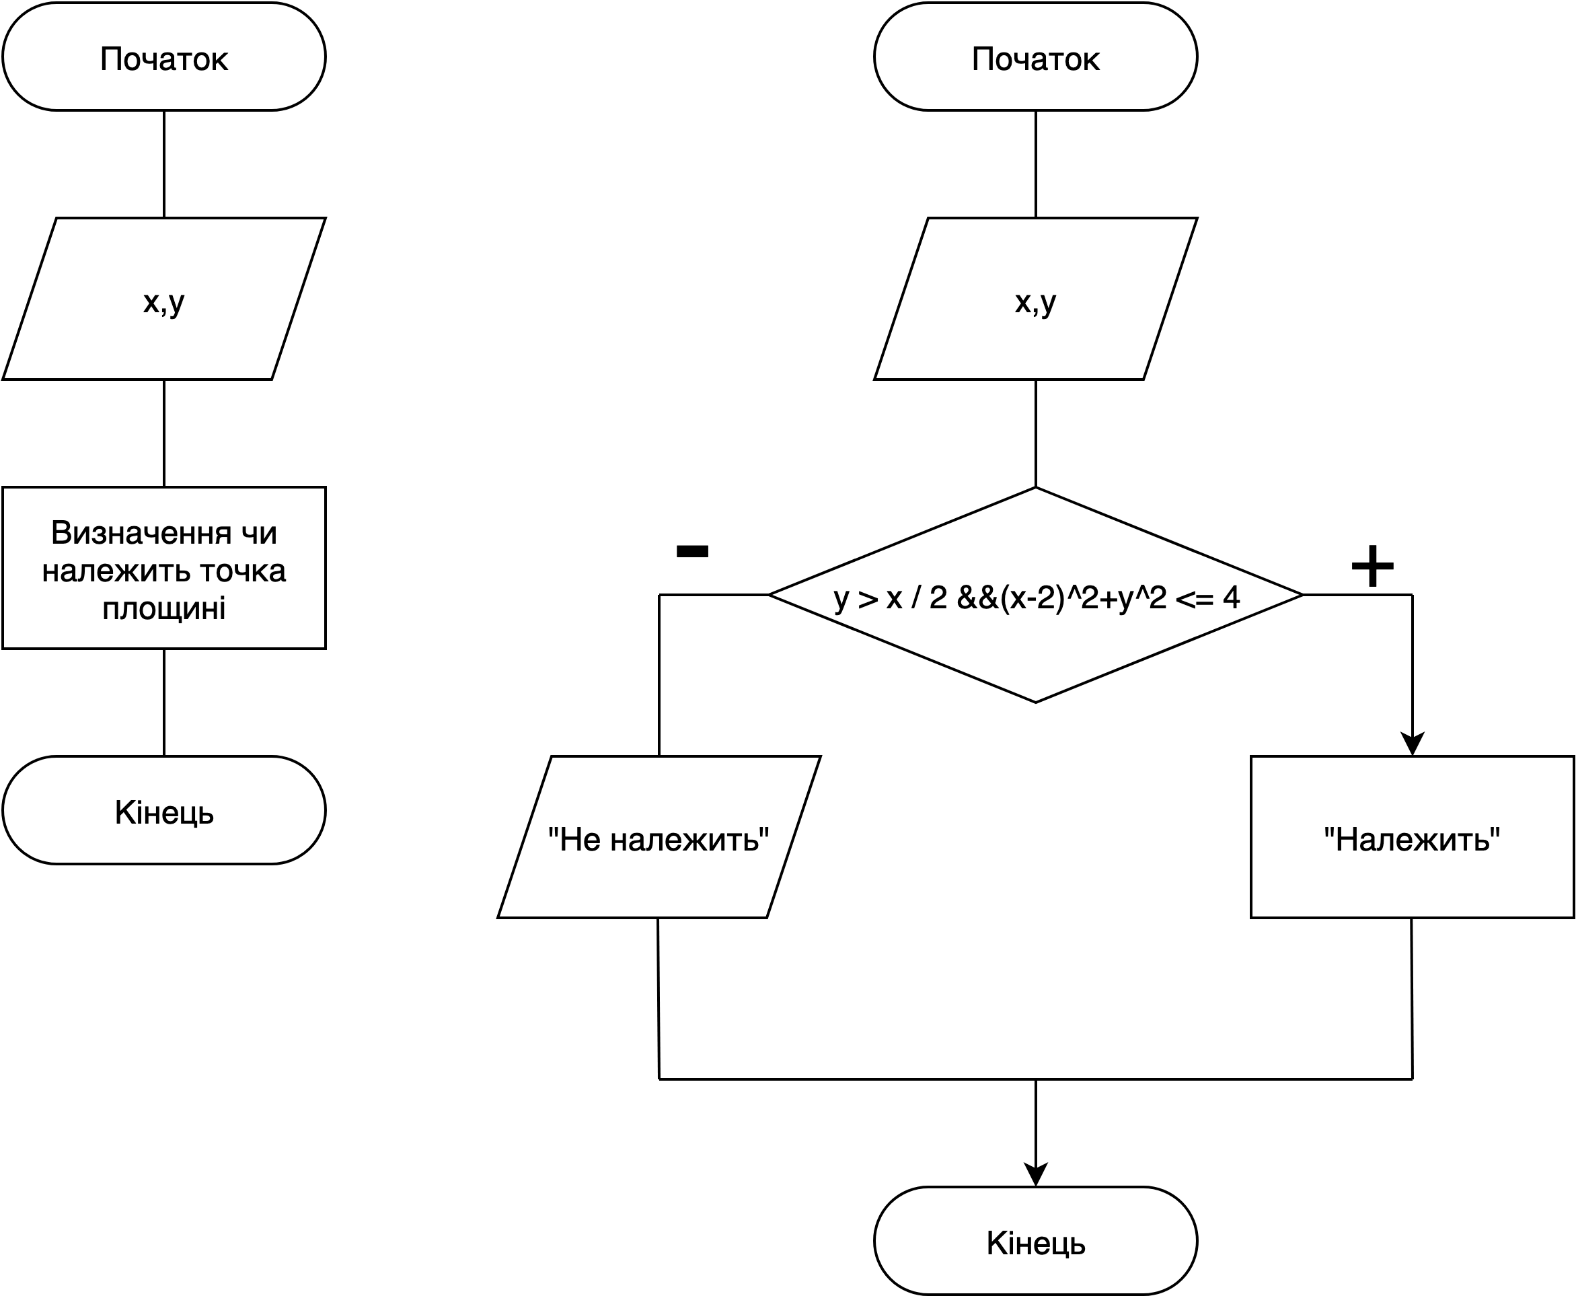 Початок
x,y
Визначення чи
належить точка
площині
Кінець
Початок
x,y
y > x / 2 &&(x-2)^2+y^2 <= 4
-
+
"Не належить"
"Належить"
Кінець